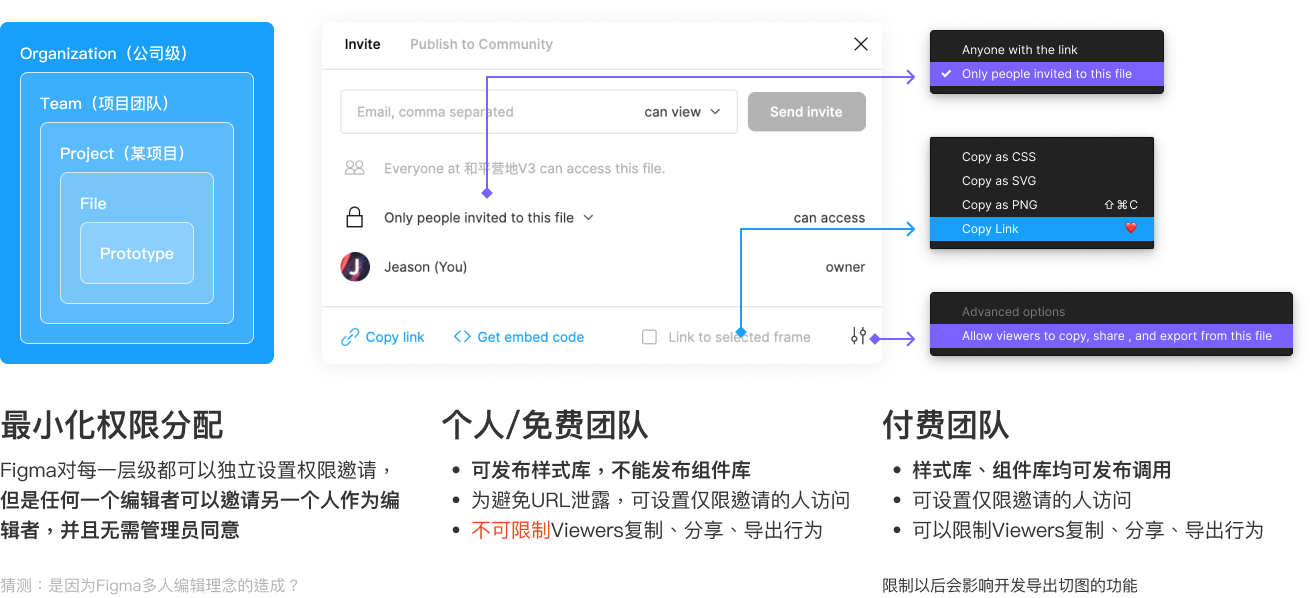 Organization（公司级）
Team（项目团队）
Project（某项目）
File
Prototype
Invite
Publish to Community
Email, comma separated
can view
Send invite
Everyone at 和平营地V3 can access this file.
Only people invited to this file
can access
J
Jeason (You)
owner
Copy link
Get embed code
Link to selected frame
Anyone with the link
Only people invited to this file
Copy as CSS
Copy as SVG
Copy as PNG ⇧⌘C
Copy Link
Advanced options
Allow viewers to copy, share , and export from this file
最小化权限分配
Figma对每一层级都可以独立设置权限邀请，
但是任何一个编辑者可以邀请另一个人作为编
辑者，并且无需管理员同意
猜测：是因为Figma多人编辑理念的造成？
个人/免费团队
• 可发布样式库，不能发布组件库
• 为避免URL泄露，可设置仅限邀请的人访问
• 不可限制Viewers复制、分享、导出行为
付费团队
• 样式库、组件库均可发布调用
• 可设置仅限邀请的人访问
• 可以限制Viewers复制、分享、导出行为
限制以后会影响开发导出切图的功能